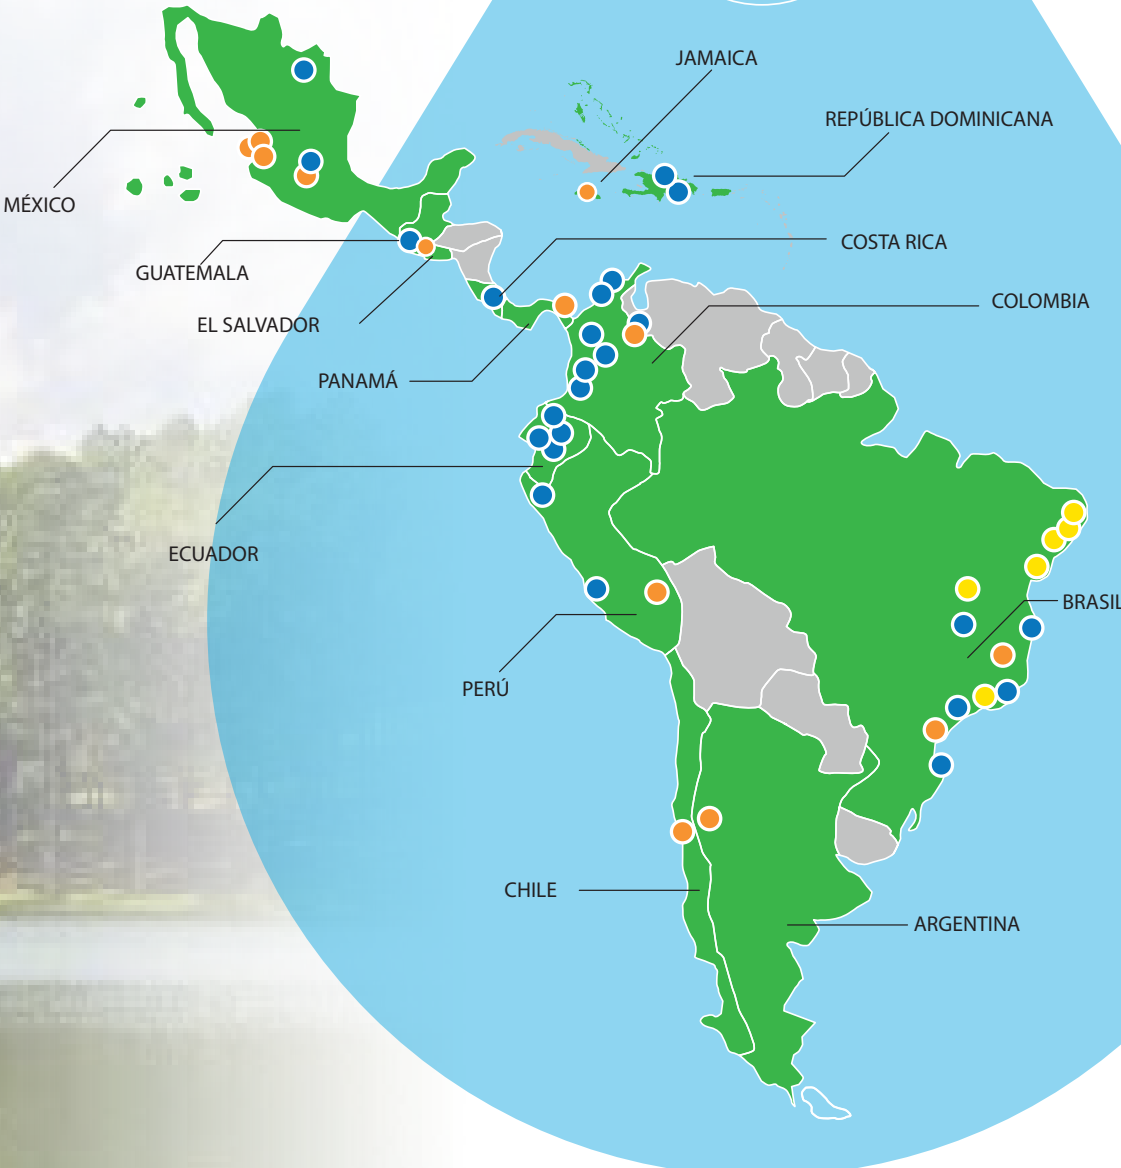 JAMAICA
REPÚBLICA DOMINICANA
MÉXICO
COSTA RICA
GUATEMALA
COLOMBIA
EL SALVADOR
PANAMÁ
ECUADOR
BRASIL
PERÚ
CHILE
ARGENTINA